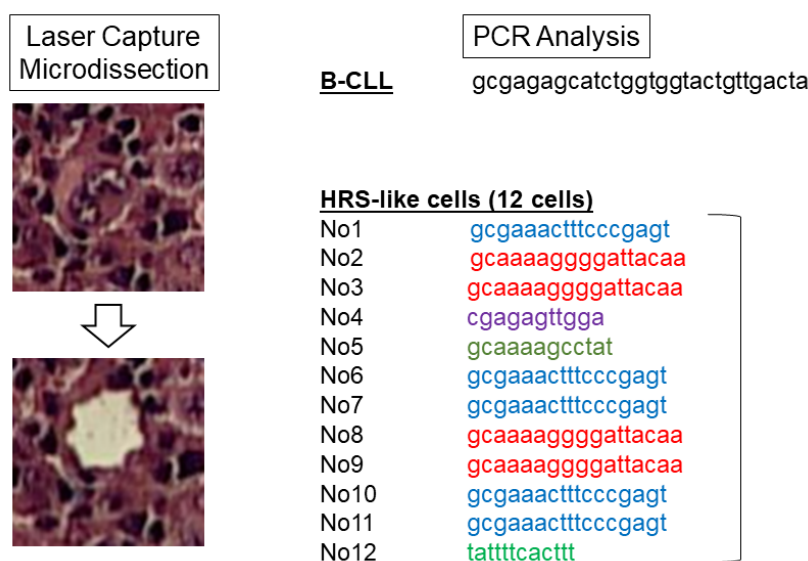 Laser Capture
Microdissection
PCR Analysis
B-CLL gcgagagcatctggtggtactgttgacta
HRS-like cells (12 cells)
No1 gcgaaactttcccgagt
No2 gcaaaaggggattacaa
No3 gcaaaaggggattacaa
No4 cgagagttgga
No5 gcaaaagcctat
No6 gcgaaactttcccgagt
No7 gcgaaactttcccgagt
No8 gcaaaaggggattacaa
No9 gcaaaaggggattacaa
No10 gcgaaactttcccgagt
No11 gcgaaactttcccgagt
No12 tattttcacttt